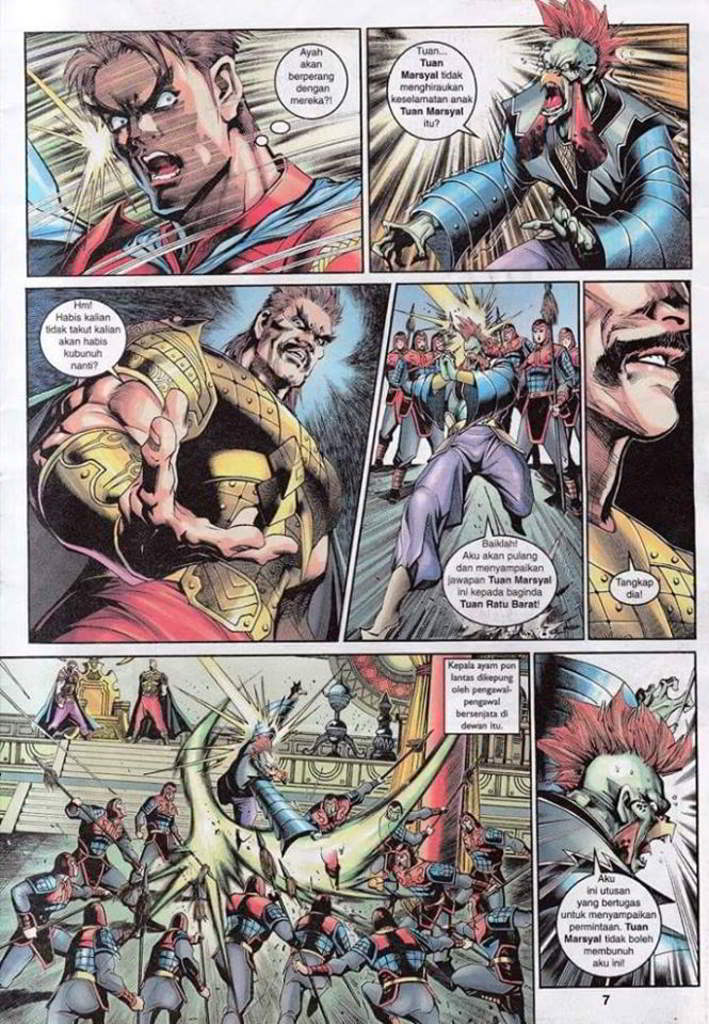 Ayah
akan
berperang
dengan
mereka?!
Tuan...
Tuan
Marsyal tidak
menghiraukan
keselamatan anak
Tuan Marsyal
itu?
Hm!
Habis kalian
tidak takut kalian
akan habis
kubunuh
nanti?
Baiklah!
Aku akan pulang
dan menyampaikan
jawapan Tuan Marsyal
ini kepada baginda
Tuan Ratu Barat!
Tangkap
dia!
Kepala ayam pun
lantas dikepung
oleh pengawal-
pengawal
bersenjata di
dewan itu.
Aku
ini utusan
yang bertugas
untuk menyampaikan
permintaan. Tuan
Marsyal tidak boleh
membunuh
aku ini!
7